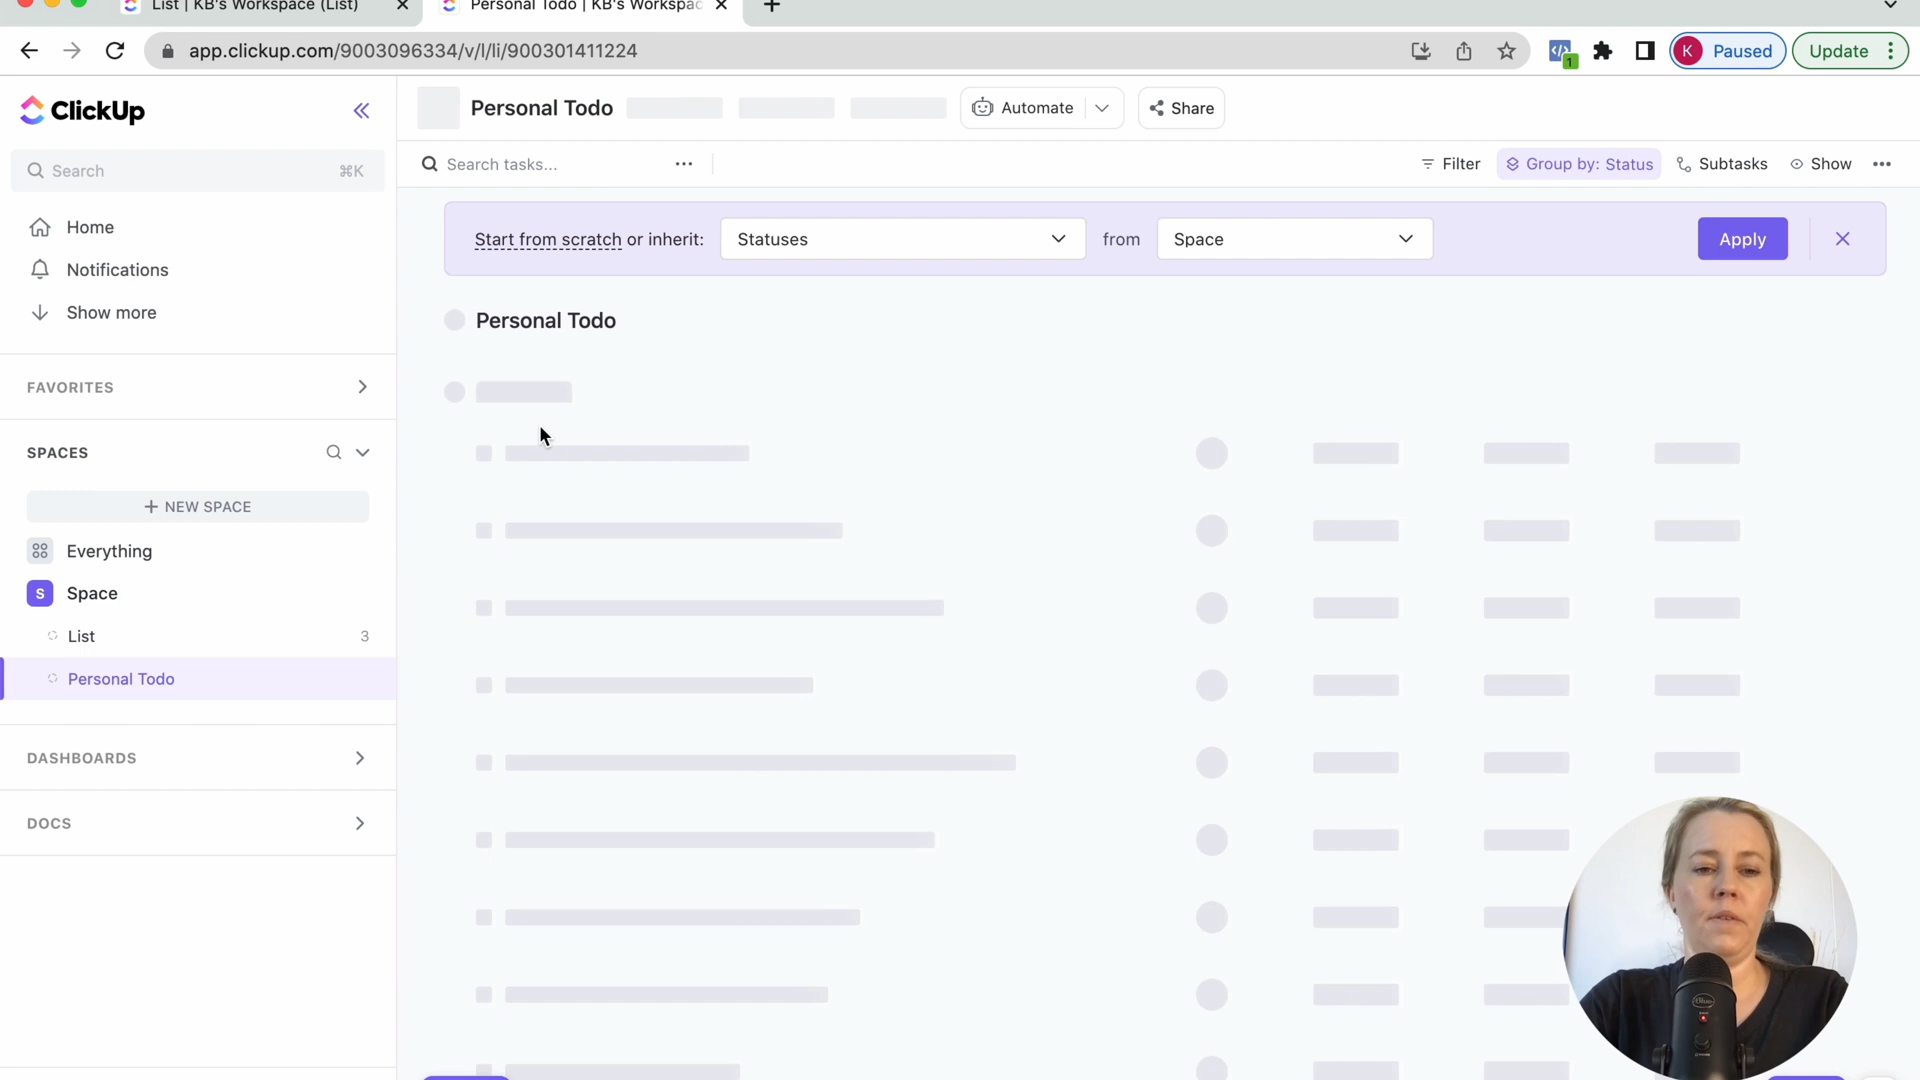 List | KB's Workspace (List)
Personal Todo | KB's Workspac
app.clickup.com/9003096334/v/l/li/900301411224
1
K Paused
Update
ClickUp
Personal Todo
Automate
Share
Search ⌘K
Search tasks...
Filter
Group by: Status
Subtasks
Show
Home
Notifications
Show more
Start from scratch or inherit:
Statuses
from
Space
Apply
Personal Todo
FAVORITES
SPACES
+ NEW SPACE
Everything
S Space
List 3
Personal Todo
DASHBOARDS
DOCS